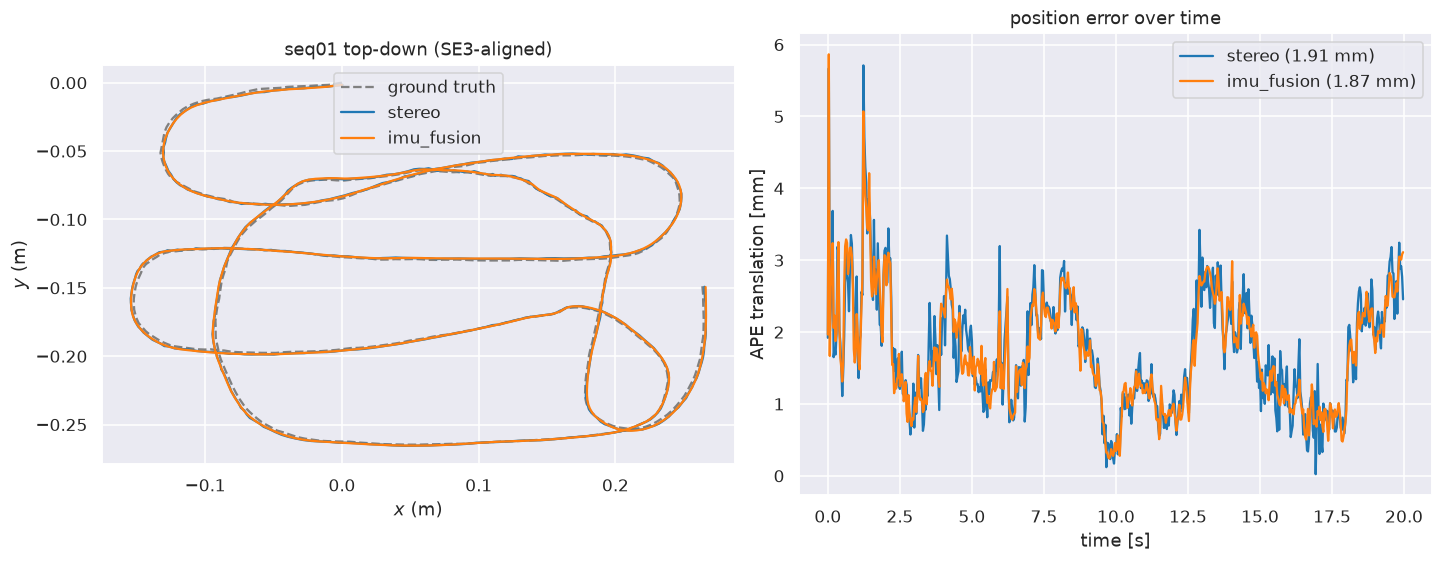 seq01 top-down (SE3-aligned)
ground truth
stereo
imu_fusion
0.00
−0.05
−0.10
−0.15
−0.20
−0.25
y (m)
−0.1
0.0
0.1
0.2
x (m)
position error over time
stereo (1.91 mm)
imu_fusion (1.87 mm)
6
5
4
3
2
1
0
APE translation [mm]
0.0
2.5
5.0
7.5
10.0
12.5
15.0
17.5
20.0
time [s]